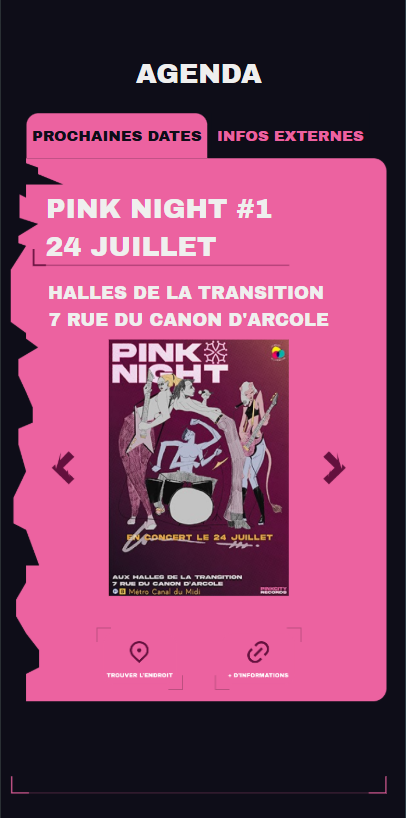 AGENDA
PROCHAINES DATES
INFOS EXTERNES
PINK NIGHT #1
24 JUILLET
HALLES DE LA TRANSITION
7 RUE DU CANON D'ARCOLE
PINK
NIGHT
EN CONCERT LE 24 JUILLET
AUX HALLES DE LA TRANSITION
7 RUE DU CANON D'ARCOLE
B Métro Canal du Midi
RECORDS
TROUVER L'ENDROIT
+ D'INFORMATIONS